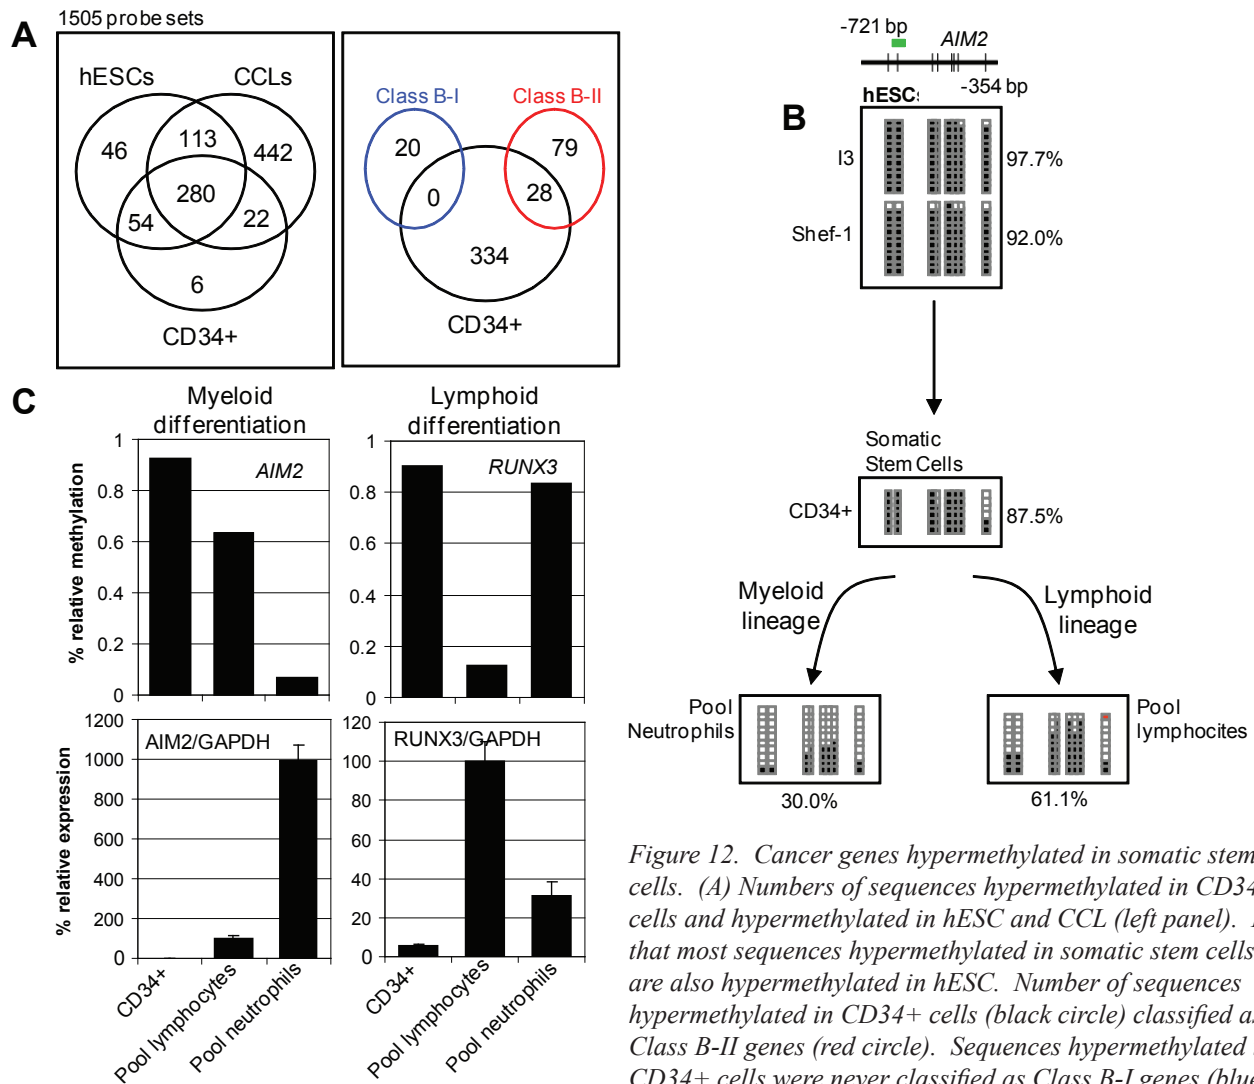 1505 probe sets
A
hESCs
CCLs
46
113
442
280
54
22
6
CD34+
Class B-I
Class B-II
20
79
0
28
334
CD34+
B
-721 bp
AIM2
-354 bp
hESC
I3
97.7%
Shef-1
92.0%
Somatic
Stem Cells
CD34+
87.5%
Myeloid
lineage
Lymphoid
lineage
Pool
Neutrophils
30.0%
Pool
lymphocites
61.1%
C
Myeloid
differentiation
Lymphoid
differentiation
% relative methylation
1
0.8
0.6
0.4
0.2
0
AIM2
1
0.8
0.6
0.4
0.2
0
RUNX3
% relative expression
1200
1000
800
600
400
200
0
AIM2/GAPDH
120
100
80
60
40
20
0
RUNX3/GAPDH
CD34+
Pool lymphocytes
Pool neutrophils
CD34+
Pool lymphocytes
Pool neutrophils
Figure 12. Cancer genes hypermethylated in somatic stem
cells. (A) Numbers of sequences hypermethylated in CD34
cells and hypermethylated in hESC and CCL (left panel).
that most sequences hypermethylated in somatic stem cells
are also hypermethylated in hESC. Number of sequences
hypermethylated in CD34+ cells (black circle) classified as
Class B-II genes (red circle). Sequences hypermethylated
CD34+ cells were never classified as Class B-I genes (blue